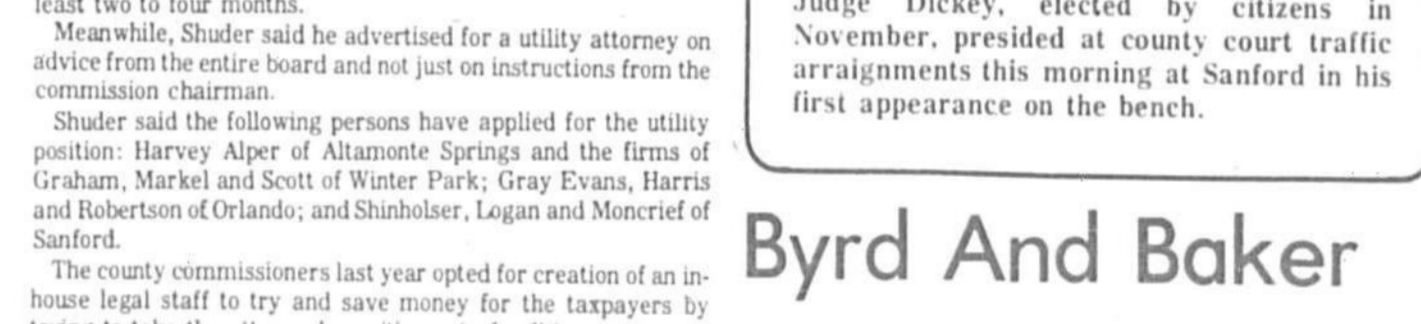 least two to four months.
Meanwhile, Shuder said he advertised for a utility attorney on
advice from the entire board and not just on instructions from the
commission chairman.
Shuder said the following persons have applied for the utility
position: Harvey Alper of Altamonte Springs and the firms of
Graham, Markel and Scott of Winter Park; Gray Evans, Harris
and Robertson of Orlando; and Shinholser, Logan and Moncrief of
Sanford.
The county commissioners last year opted for creation of an in-
house legal staff to try and save money for the taxpayers by
Judge Dickey, elected by citizens in
November, presided at county court traffic
arraignments this morning at Sanford in his
first appearance on the bench.
Byrd And Baker